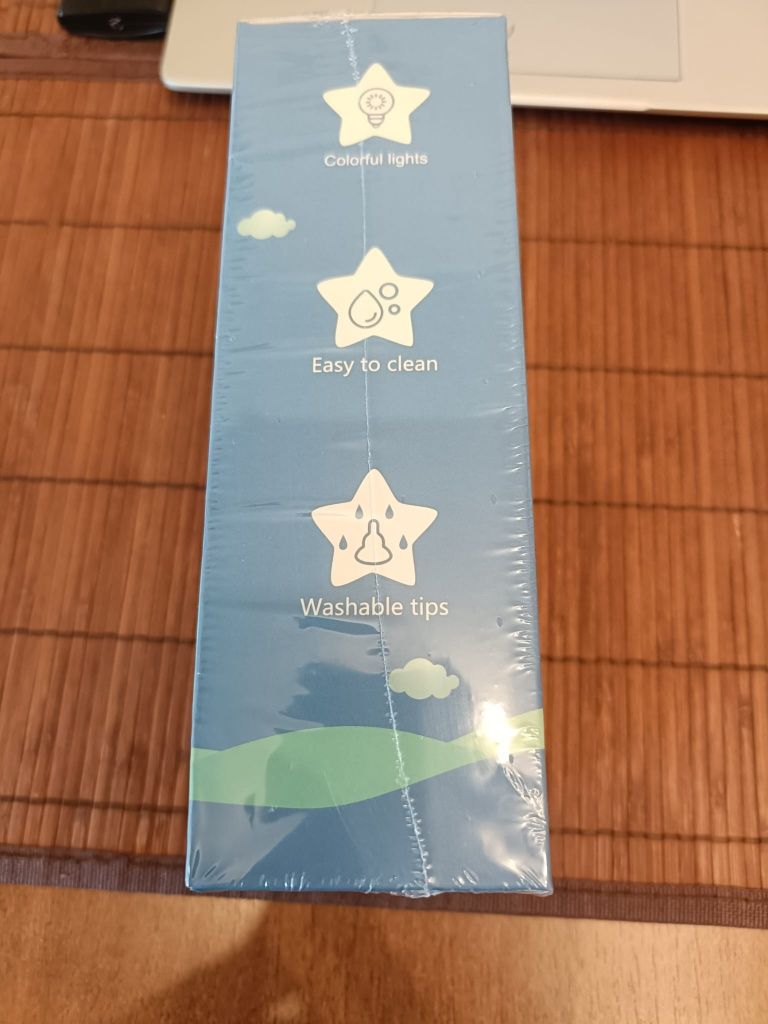 Colorful lights
Easy to clean
Washable tips